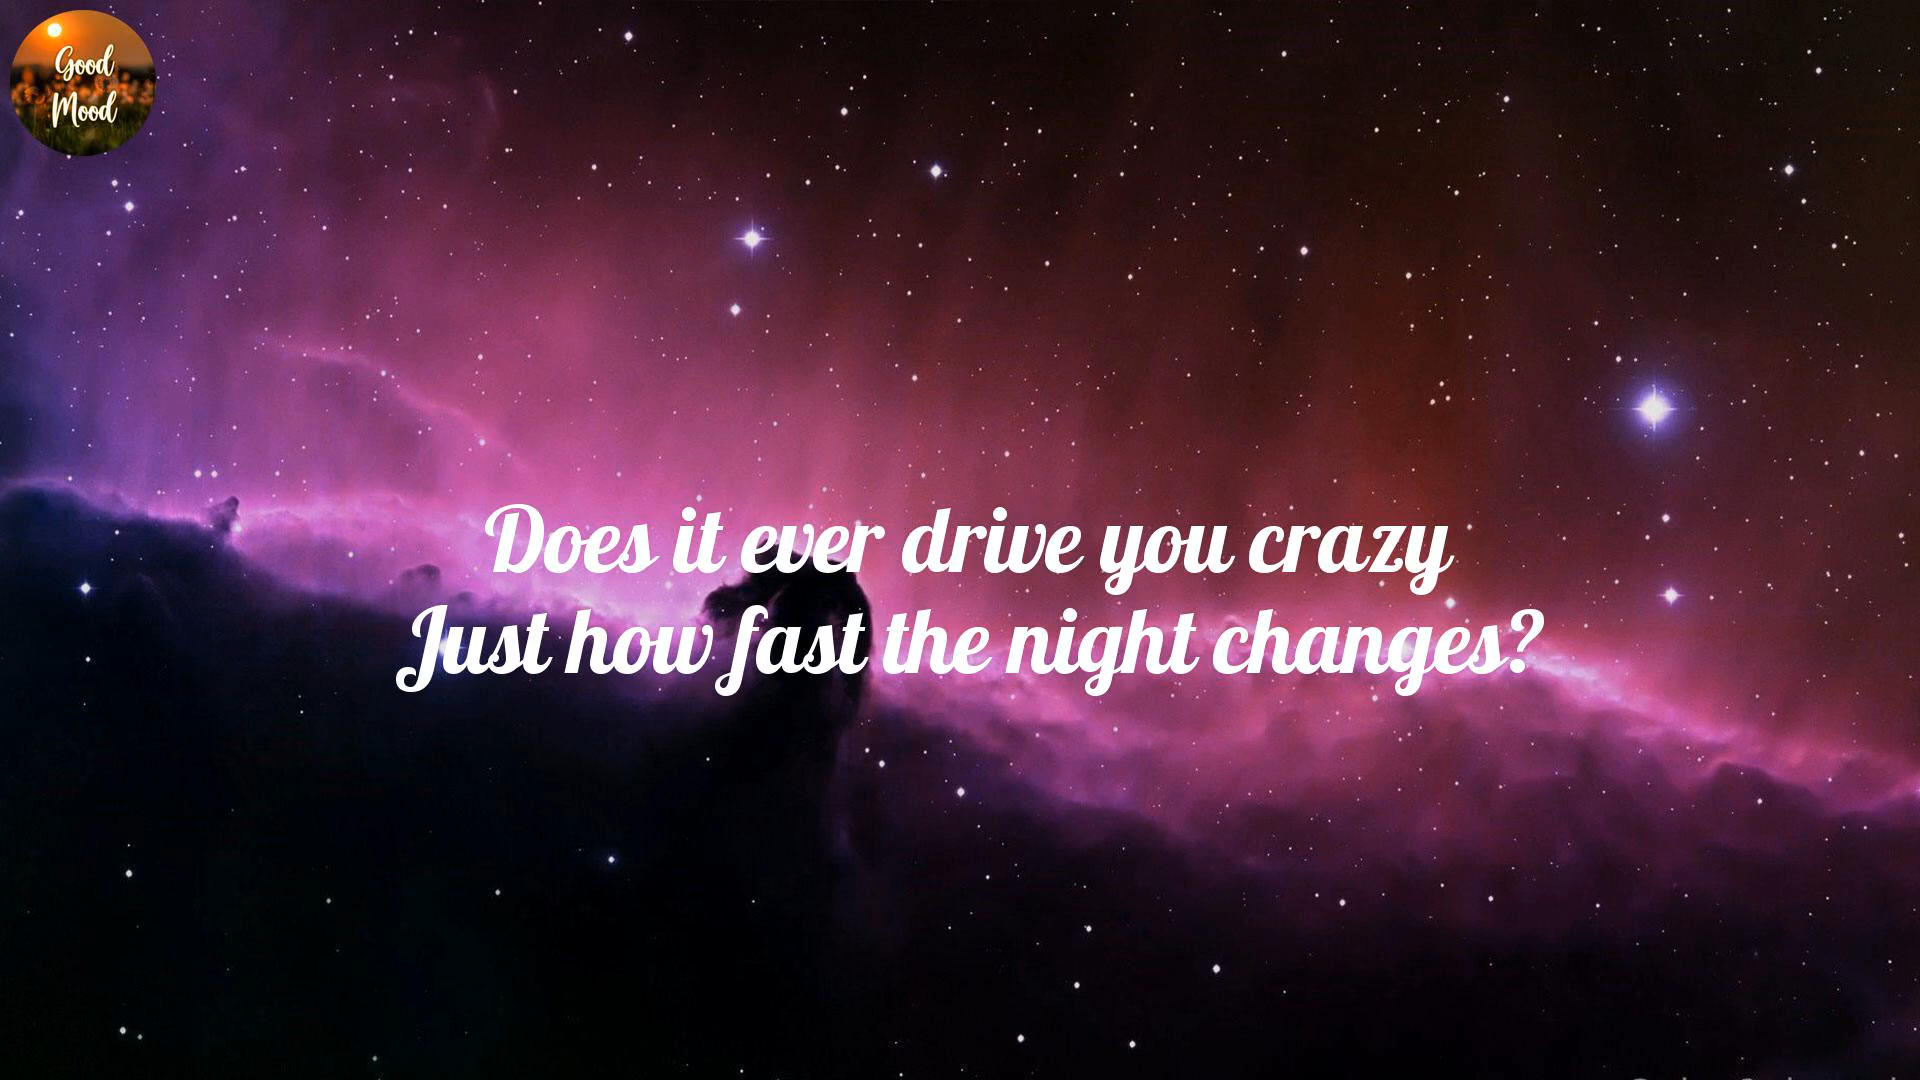 Good
Mood
Does it ever drive you crazy
Just how fast the night changes?